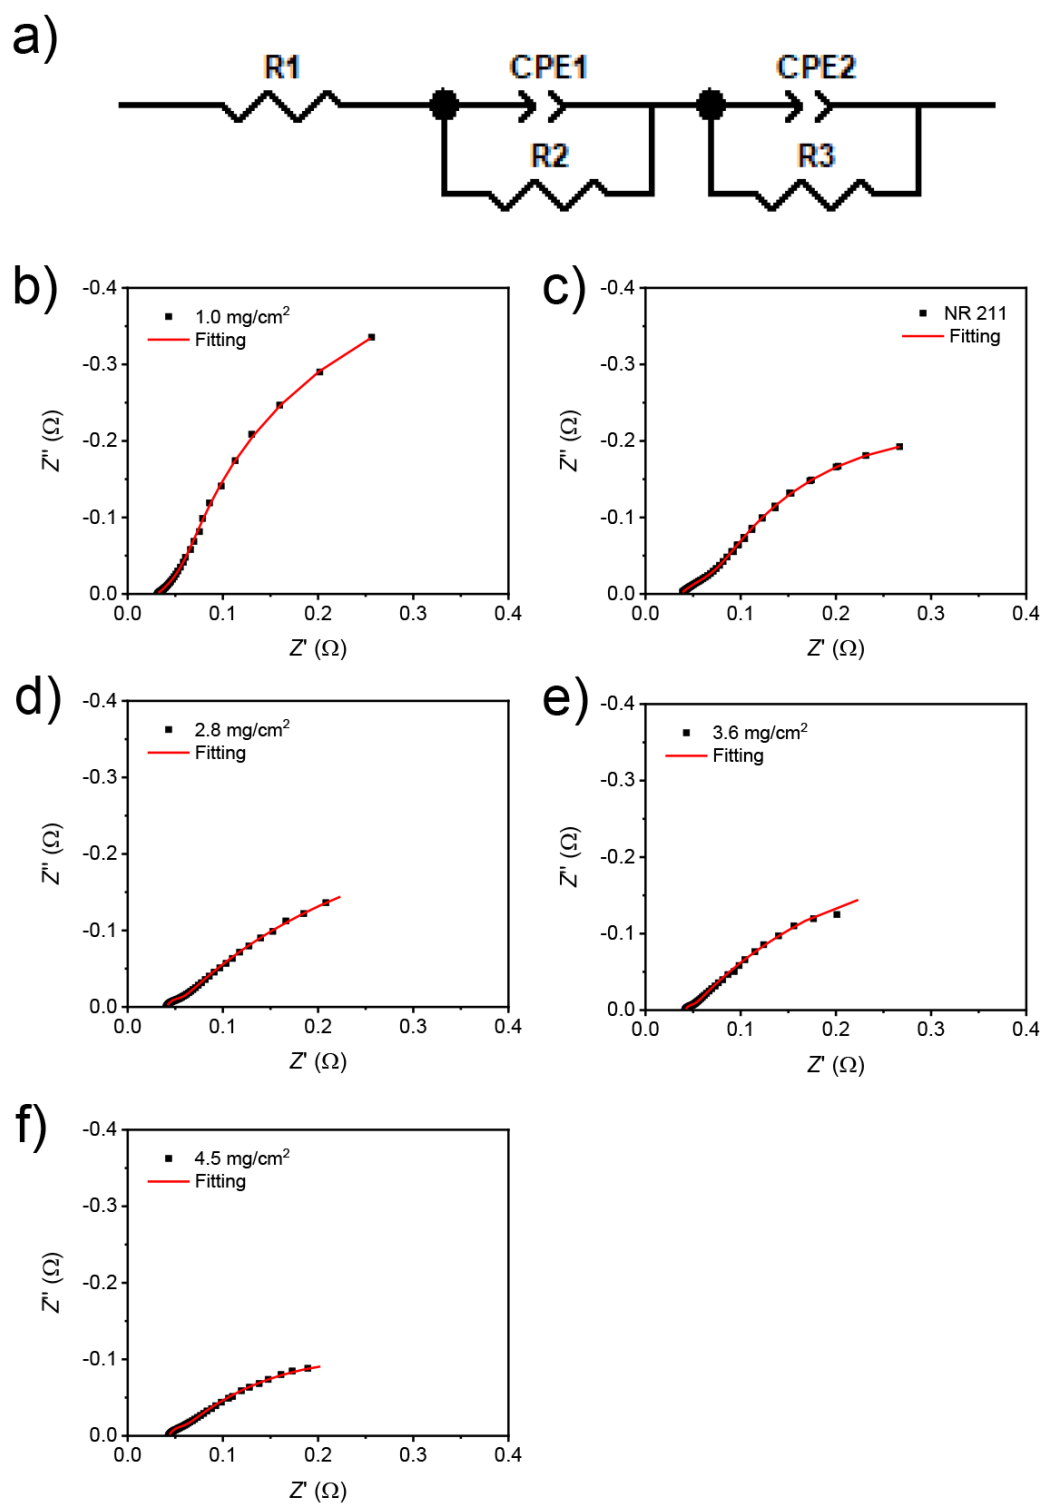 a)
R1
CPE1
CPE2
R2
R3
b)
-0.4
-0.3
-0.2
-0.1
0.0
Z'' (Ω)
1.0 mg/cm²
Fitting
0.0 0.1 0.2 0.3 0.4
Z' (Ω)
c)
-0.4
-0.3
-0.2
-0.1
0.0
Z'' (Ω)
NR 211
Fitting
0.0 0.1 0.2 0.3 0.4
Z' (Ω)
d)
-0.4
-0.3
-0.2
-0.1
0.0
Z'' (Ω)
2.8 mg/cm²
Fitting
0.0 0.1 0.2 0.3 0.4
Z' (Ω)
e)
-0.4
-0.3
-0.2
-0.1
0.0
Z'' (Ω)
3.6 mg/cm²
Fitting
0.0 0.1 0.2 0.3 0.4
Z' (Ω)
f)
-0.4
-0.3
-0.2
-0.1
0.0
Z'' (Ω)
4.5 mg/cm²
Fitting
0.0 0.1 0.2 0.3 0.4
Z' (Ω)